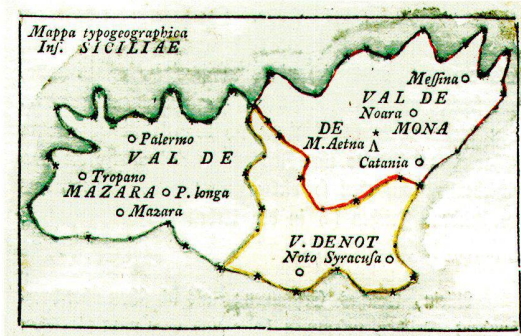 Mappa typogeographica
Inſ. SICILIAE
Meſſina
VAL DE
Noara
DE MONA
M. Aetna
Catania
Palermo
VAL DE
Tropano
MAZARA P. longa
Mazara
V. DENOT
Noto Syracuſa